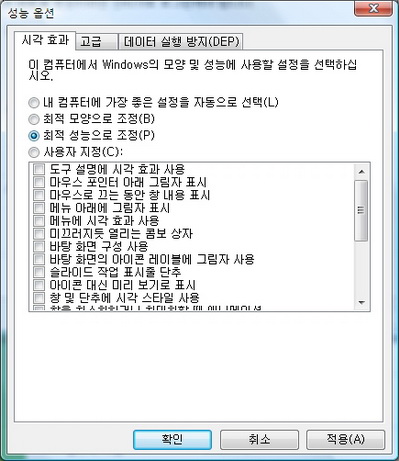 성능 옵션
시각 효과 고급 데이터 실행 방지(DEP)
이 컴퓨터에서 Windows의 모양 및 성능에 사용할 설정을 선택하십
시오.
내 컴퓨터에 가장 좋은 설정을 자동으로 선택(L)
최적 모양으로 조정(B)
최적 성능으로 조정(P)
사용자 지정(C):
도구 설명에 시각 효과 사용
마우스 포인터 아래 그림자 표시
마우스로 끄는 동안 창 내용 표시
메뉴 아래에 그림자 표시
메뉴에 시각 효과 사용
미끄러지듯 열리는 콤보 상자
바탕 화면 구성 사용
바탕 화면의 아이콘 레이블에 그림자 사용
슬라이드 작업 표시줄 단추
아이콘 대신 미리 보기로 표시
창 및 단추에 시각 스타일 사용
확인 취소 적용(A)